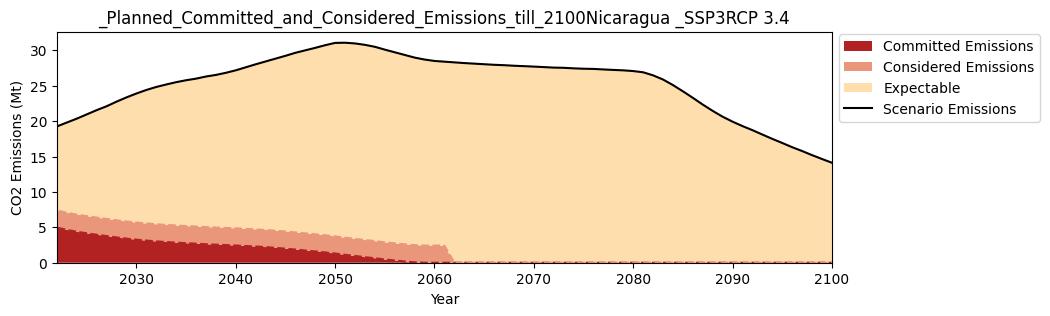 _Planned_Committed_and_Considered_Emissions_till_2100Nicaragua _SSP3RCP 3.4
CO2 Emissions (Mt)
30
25
20
15
10
5
0
2030 2040 2050 2060 2070 2080 2090 2100
Year
Committed Emissions
Considered Emissions
Expectable
Scenario Emissions